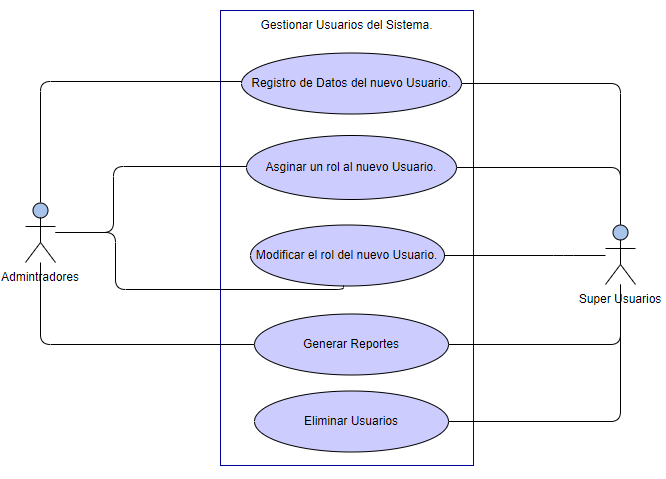 Gestionar Usuarios del Sistema.
Registro de Datos del nuevo Usuario.
Asginar un rol al nuevo Usuario.
Modificar el rol del nuevo Usuario.
Admintradores
Super Usuarios
Generar Reportes
Eliminar Usuarios